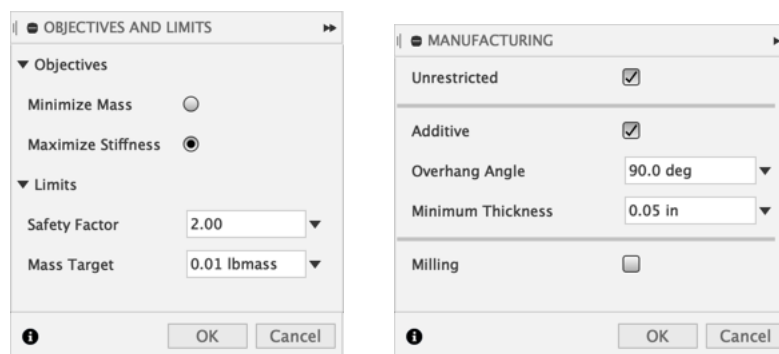 OBJECTIVES AND LIMITS
Objectives
Minimize Mass
Maximize Stiffness
Limits
Safety Factor 2.00
Mass Target 0.01 lbmass
OK Cancel
MANUFACTURING
Unrestricted
Additive
Overhang Angle 90.0 deg
Minimum Thickness 0.05 in
Milling
OK Cancel